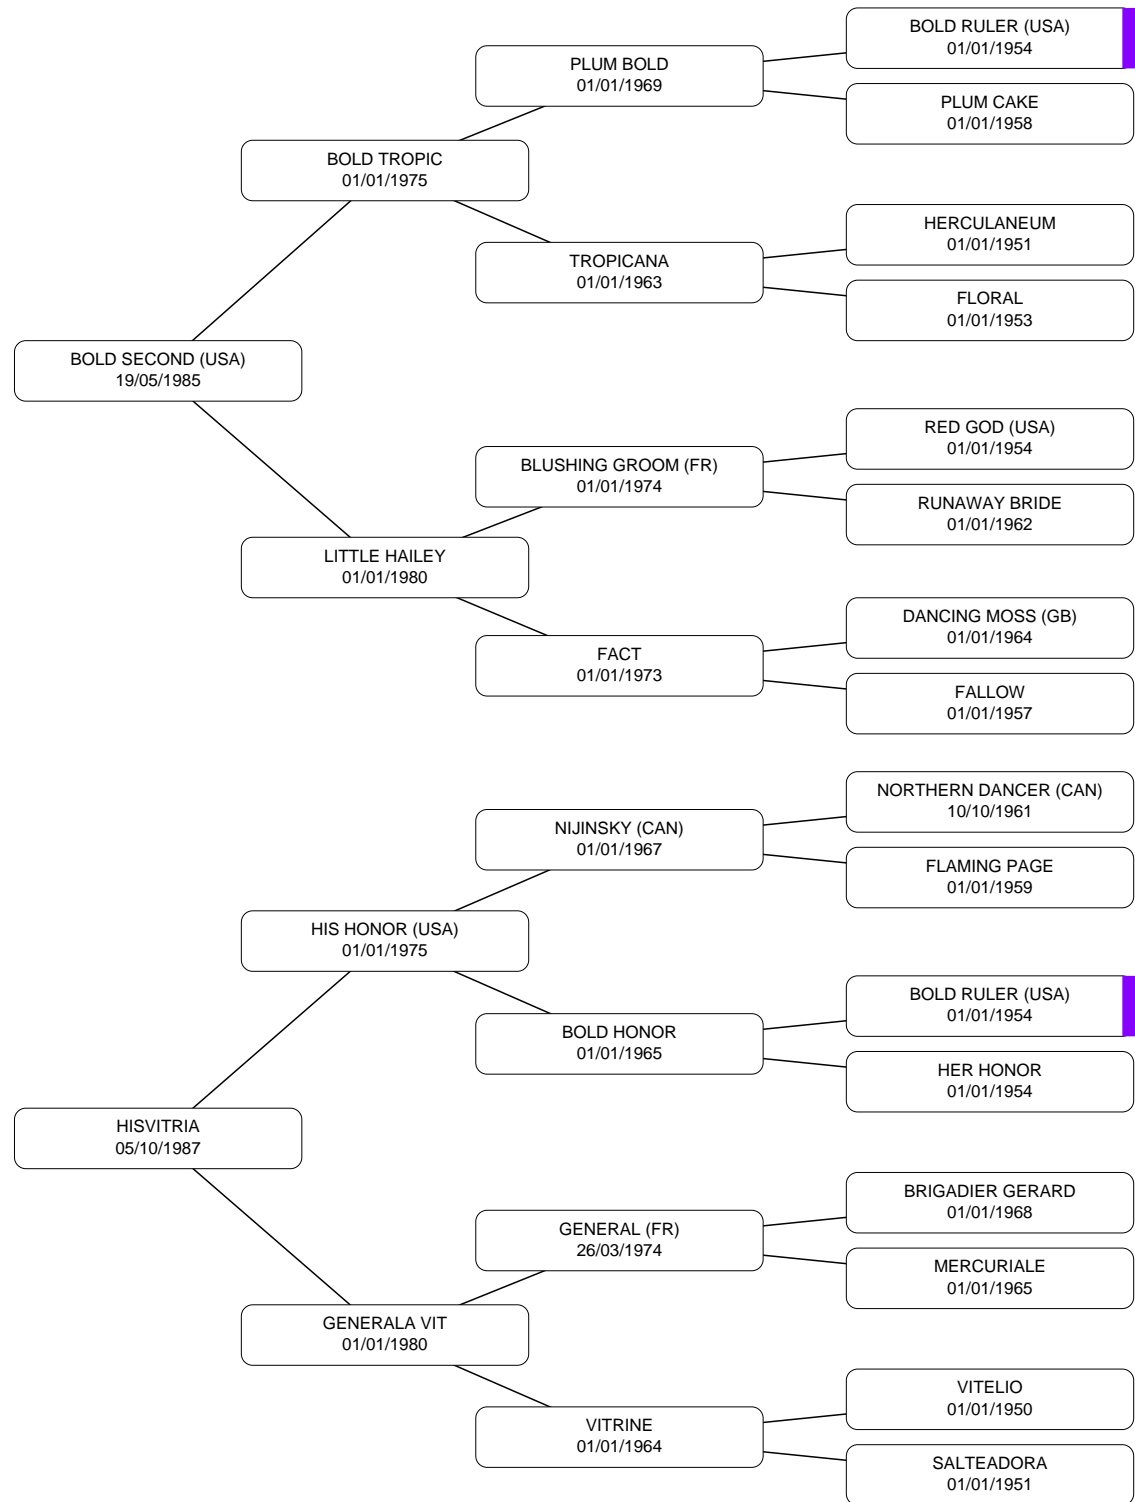 BOLD RULER (USA)
01/01/1954
PLUM BOLD
01/01/1969
PLUM CAKE
01/01/1958
BOLD TROPIC
01/01/1975
HERCULANEUM
01/01/1951
TROPICANA
01/01/1963
FLORAL
01/01/1953
BOLD SECOND (USA)
19/05/1985
RED GOD (USA)
01/01/1954
BLUSHING GROOM (FR)
01/01/1974
RUNAWAY BRIDE
01/01/1962
LITTLE HAILEY
01/01/1980
DANCING MOSS (GB)
01/01/1964
FACT
01/01/1973
FALLOW
01/01/1957
NORTHERN DANCER (CAN)
10/10/1961
NIJINSKY (CAN)
01/01/1967
FLAMING PAGE
01/01/1959
HIS HONOR (USA)
01/01/1975
BOLD RULER (USA)
01/01/1954
BOLD HONOR
01/01/1965
HER HONOR
01/01/1954
HISVITRIA
05/10/1987
BRIGADIER GERARD
01/01/1968
GENERAL (FR)
26/03/1974
MERCURIALE
01/01/1965
GENERALA VIT
01/01/1980
VITELIO
01/01/1950
VITRINE
01/01/1964
SALTEADORA
01/01/1951